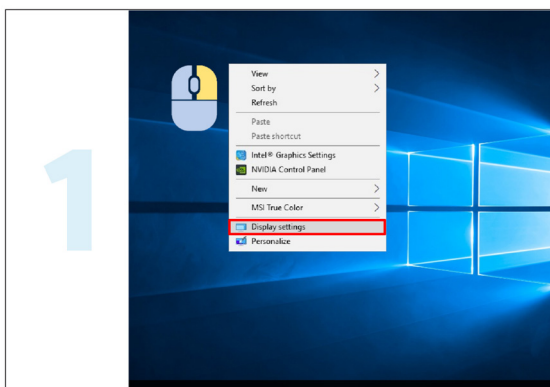 1
View
Sort by
Refresh
Paste
Paste shortcut
Intel® Graphics Settings
NVIDIA Control Panel
New
MSI True Color
Display settings
Personalize